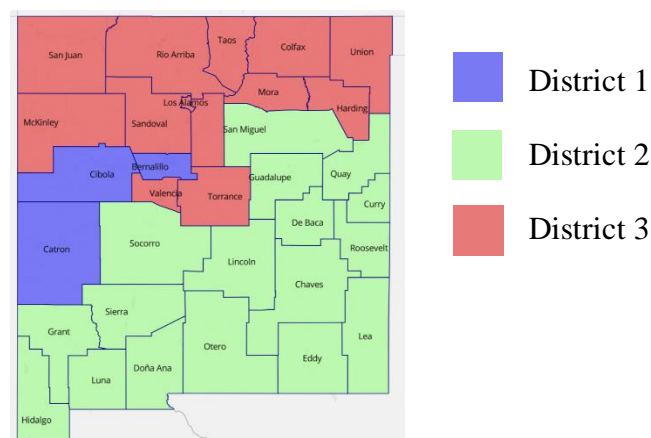 Taos
Colfax
Union
San Juan
Rio Arriba
Mora
Los Alamos
Harding
McKinley
Sandoval
San Miguel
Bernalillo
Cibola
Guadalupe
Quay
Valencia
Torrance
Curry
De Baca
Socorro
Roosevelt
Catron
Lincoln
Chaves
Sierra
Grant
Lea
Otero
Eddy
Doña Ana
Luna
Hidalgo
District 1
District 2
District 3